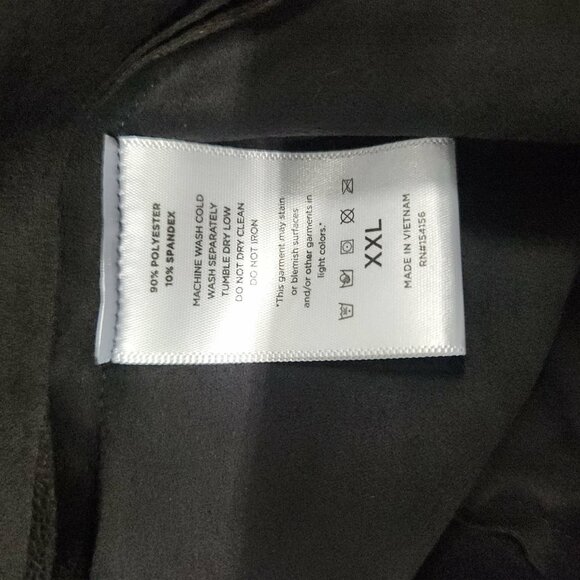 90% POLYESTER
10% SPANDEX
MACHINE WASH COLD
WASH SEPARATELY
TUMBLE DRY LOW
DO NOT DRY CLEAN
DO NOT IRON
*This garment may stain
or blemish surfaces
and/or other garments in
light colors.*
XXL
MADE IN VIETNAM
RN#154156